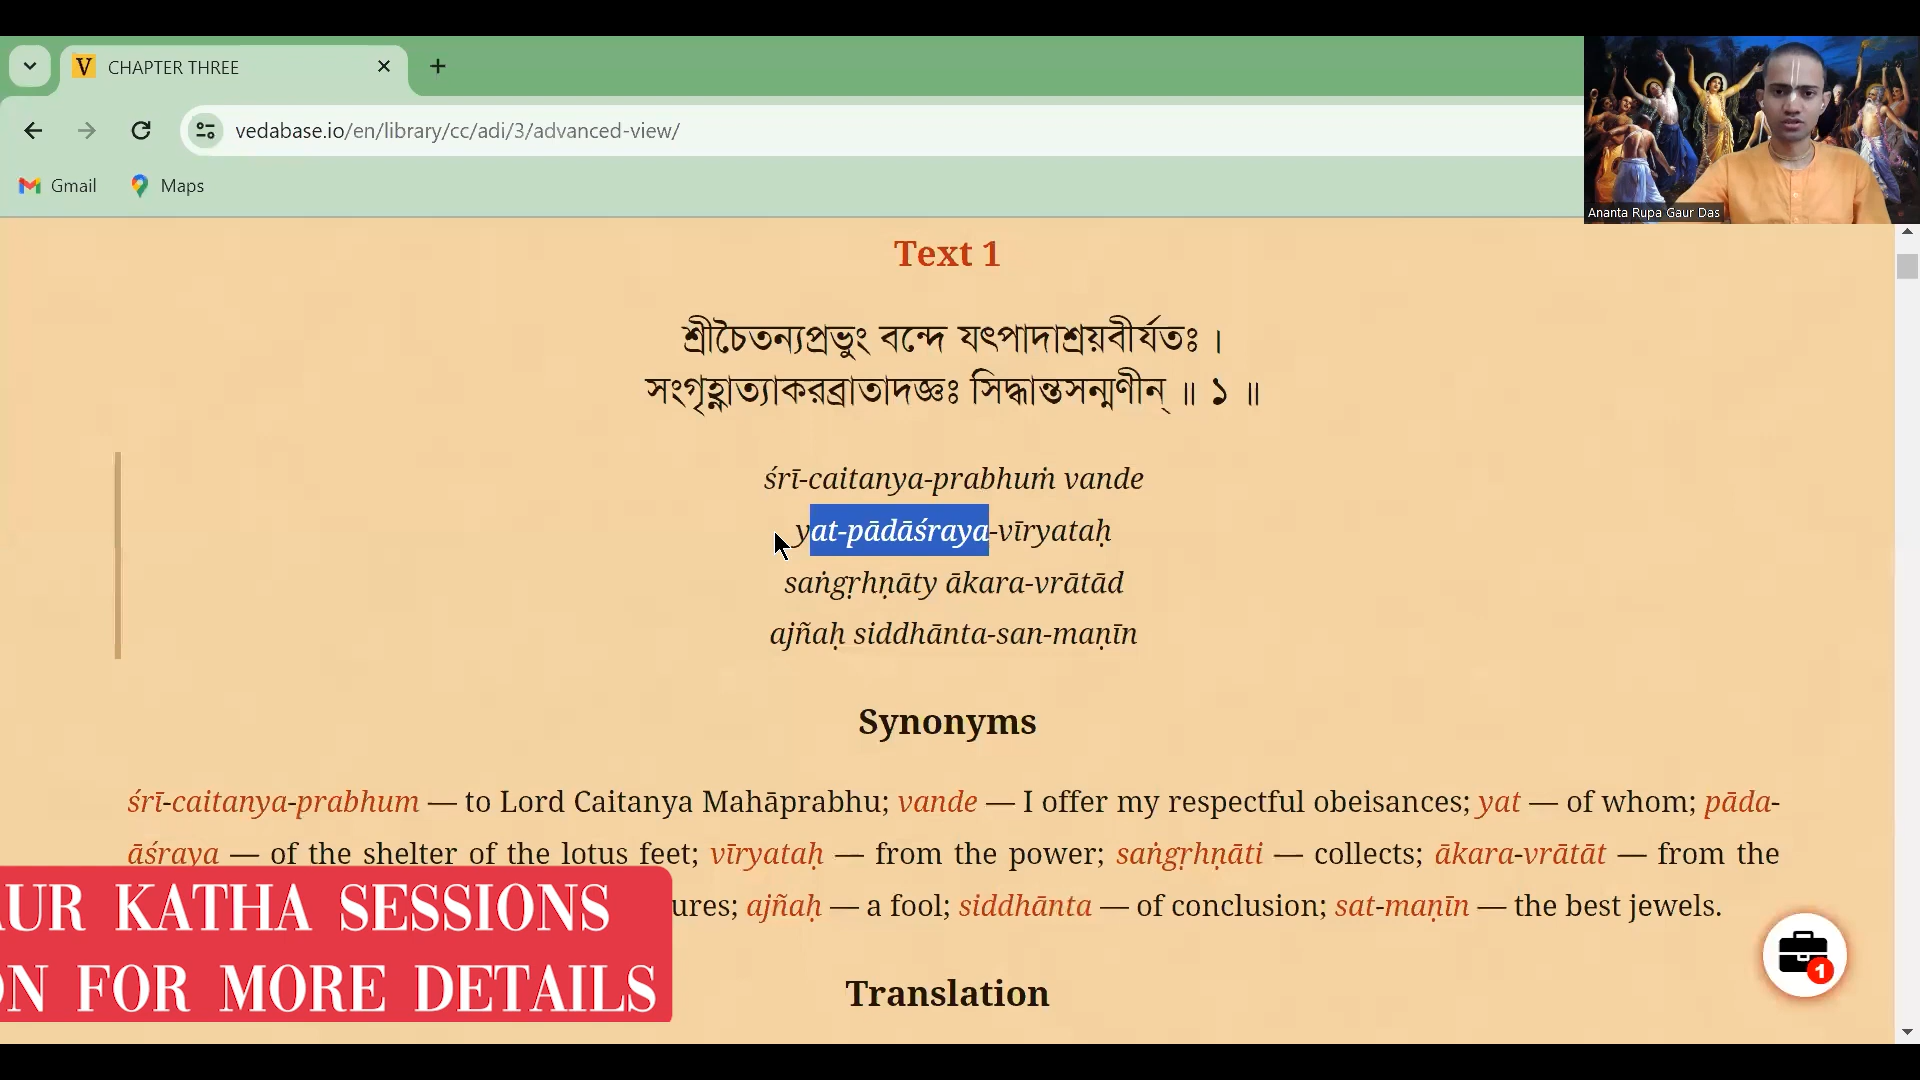 CHAPTER THREE
vedabase.io/en/library/cc/adi/3/advanced-view/
Gmail
Maps
Ananta Rupa Gaur Das
Text 1
শ্রীচৈতন্যপ্রভুং বন্দে যৎপাদাশ্রয়বীর্যতঃ ।
সংগৃহ্ণাত্যাকরব্রাতাদজ্ঞঃ সিদ্ধান্তসন্মণীন্ ॥ ১ ॥
śrī-caitanya-prabhuṁ vande
yat-pādāśraya-vīryataḥ
saṅgṛhṇāty ākara-vrātād
ajñaḥ siddhānta-san-maṇīn
Synonyms
śrī-caitanya-prabhum — to Lord Caitanya Mahāprabhu; vande — I offer my respectful obeisances; yat — of whom; pāda-
āśraya — of the shelter of the lotus feet; vīryataḥ — from the power; saṅgṛhṇāti — collects; ākara-vrātāt — from the
ures; ajñaḥ — a fool; siddhānta — of conclusion; sat-maṇīn — the best jewels.
AUR KATHA SESSIONS
ON FOR MORE DETAILS
1
Translation